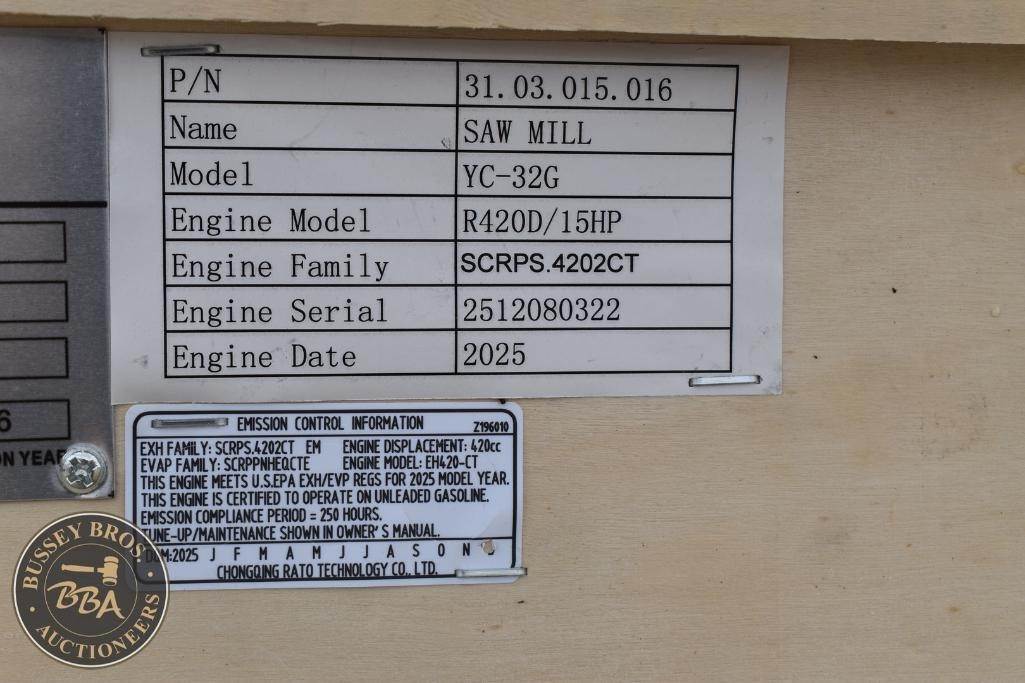 P/N 31.03.015.016
Name SAW MILL
Model YC-32G
Engine Model R420D/15HP
Engine Family SCRPS.4202CT
Engine Serial 2512080322
Engine Date 2025
6
ON YEAR
EMISSION CONTROL INFORMATION Z196010
EXH FAMILY: SCRPS.4202CT EM ENGINE DISPLACEMENT: 420cc
EVAP FAMILY: SCRPPNHEQCTE ENGINE MODEL: EH420-CT
THIS ENGINE MEETS U.S.EPA EXH/EVP REGS FOR 2025 MODEL YEAR.
THIS ENGINE IS CERTIFIED TO OPERATE ON UNLEADED GASOLINE.
EMISSION COMPLIANCE PERIOD = 250 HOURS.
TUNE-UP/MAINTENANCE SHOWN IN OWNER'S MANUAL.
DOM:2025 J F M A M J J A S O N
CHONGQING RATO TECHNOLOGY CO., LTD.
BUSSEY BROS.
BBA
AUCTIONEERS